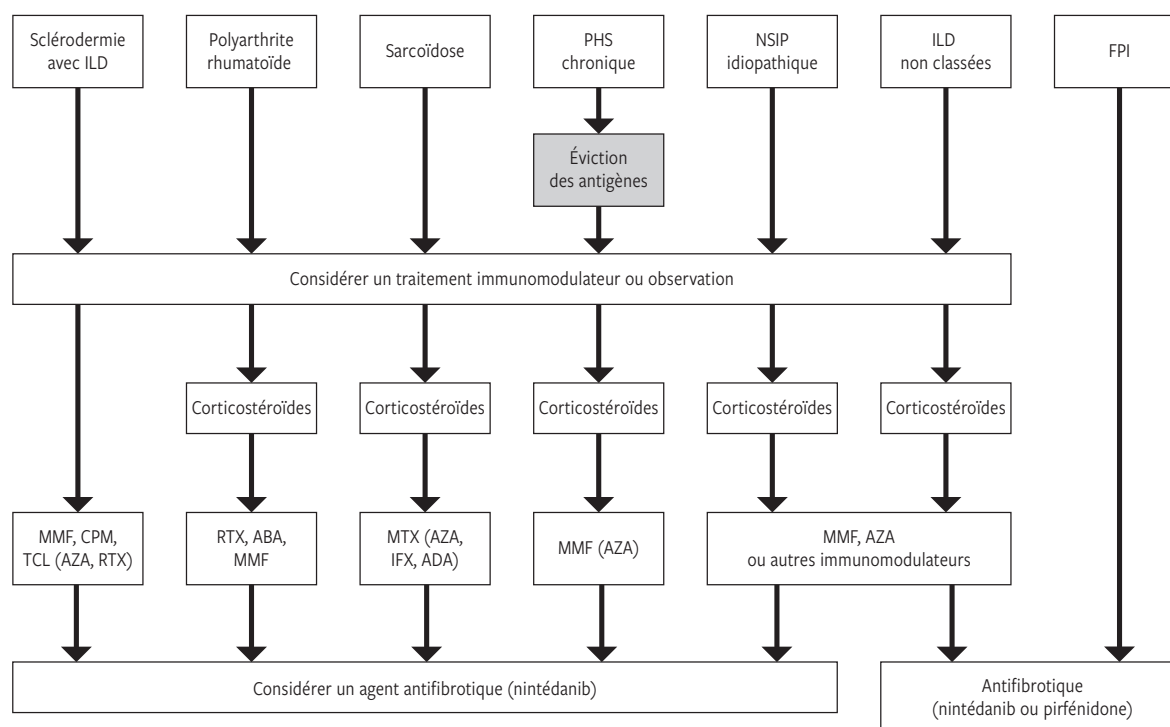 Sclérodermie
avec ILD
Polyarthrite
rhumatoïde
Sarcoïdose
PHS
chronique
NSIP
idiopathique
ILD
non classées
FPI
Éviction
des antigènes
Considérer un traitement immunomodulateur ou observation
Corticostéroïdes
Corticostéroïdes
Corticostéroïdes
Corticostéroïdes
Corticostéroïdes
MMF, CPM,
TCL (AZA, RTX)
RTX, ABA,
MMF
MTX (AZA,
IFX, ADA)
MMF (AZA)
MMF, AZA
ou autres immunomodulateurs
Considérer un agent antifibrotique (nintédanib)
Antifibrotique
(nintédanib ou pirfénidone)